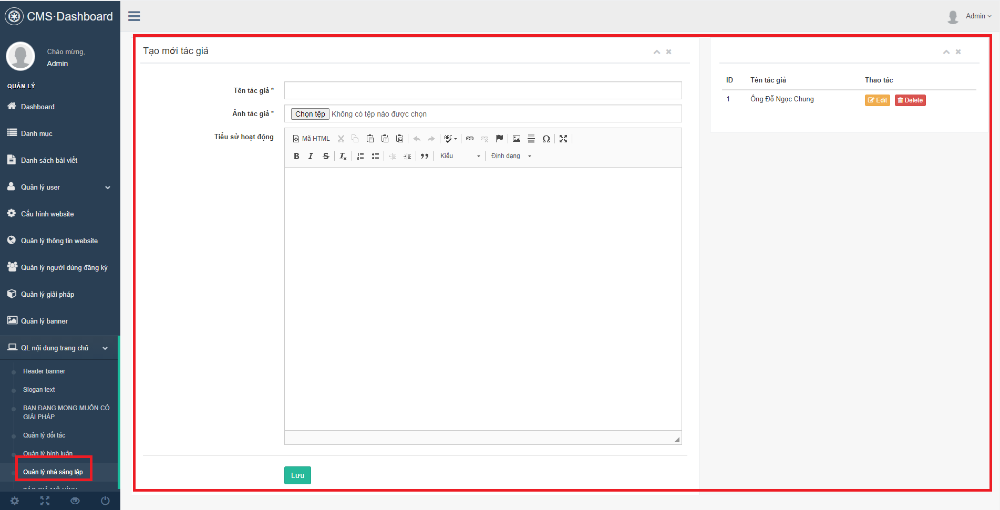 CMS·Dashboard
Admin
Chào mừng,
Admin
QUẢN LÝ
Dashboard
Danh mục
Danh sách bài viết
Quản lý user
Cấu hình website
Quản lý thông tin website
Quản lý người dùng đăng ký
Quản lý giải pháp
Quản lý banner
QL nội dung trang chủ
Header banner
Slogan text
BẠN ĐANG MONG MUỐN CÓ
GIẢI PHÁP
Quản lý đối tác
Quản lý bình luận
Quản lý nhà sáng lập
TÁC GIẢ MÔ HÌNH
Tạo mới tác giả
Tên tác giả *
Ảnh tác giả *
Chọn tệp Không có tệp nào được chọn
Tiểu sử hoạt động
Mã HTML
Kiểu
Định dạng
Lưu
ID Tên tác giả Thao tác
1 Ông Đỗ Ngọc Chung Edit Delete